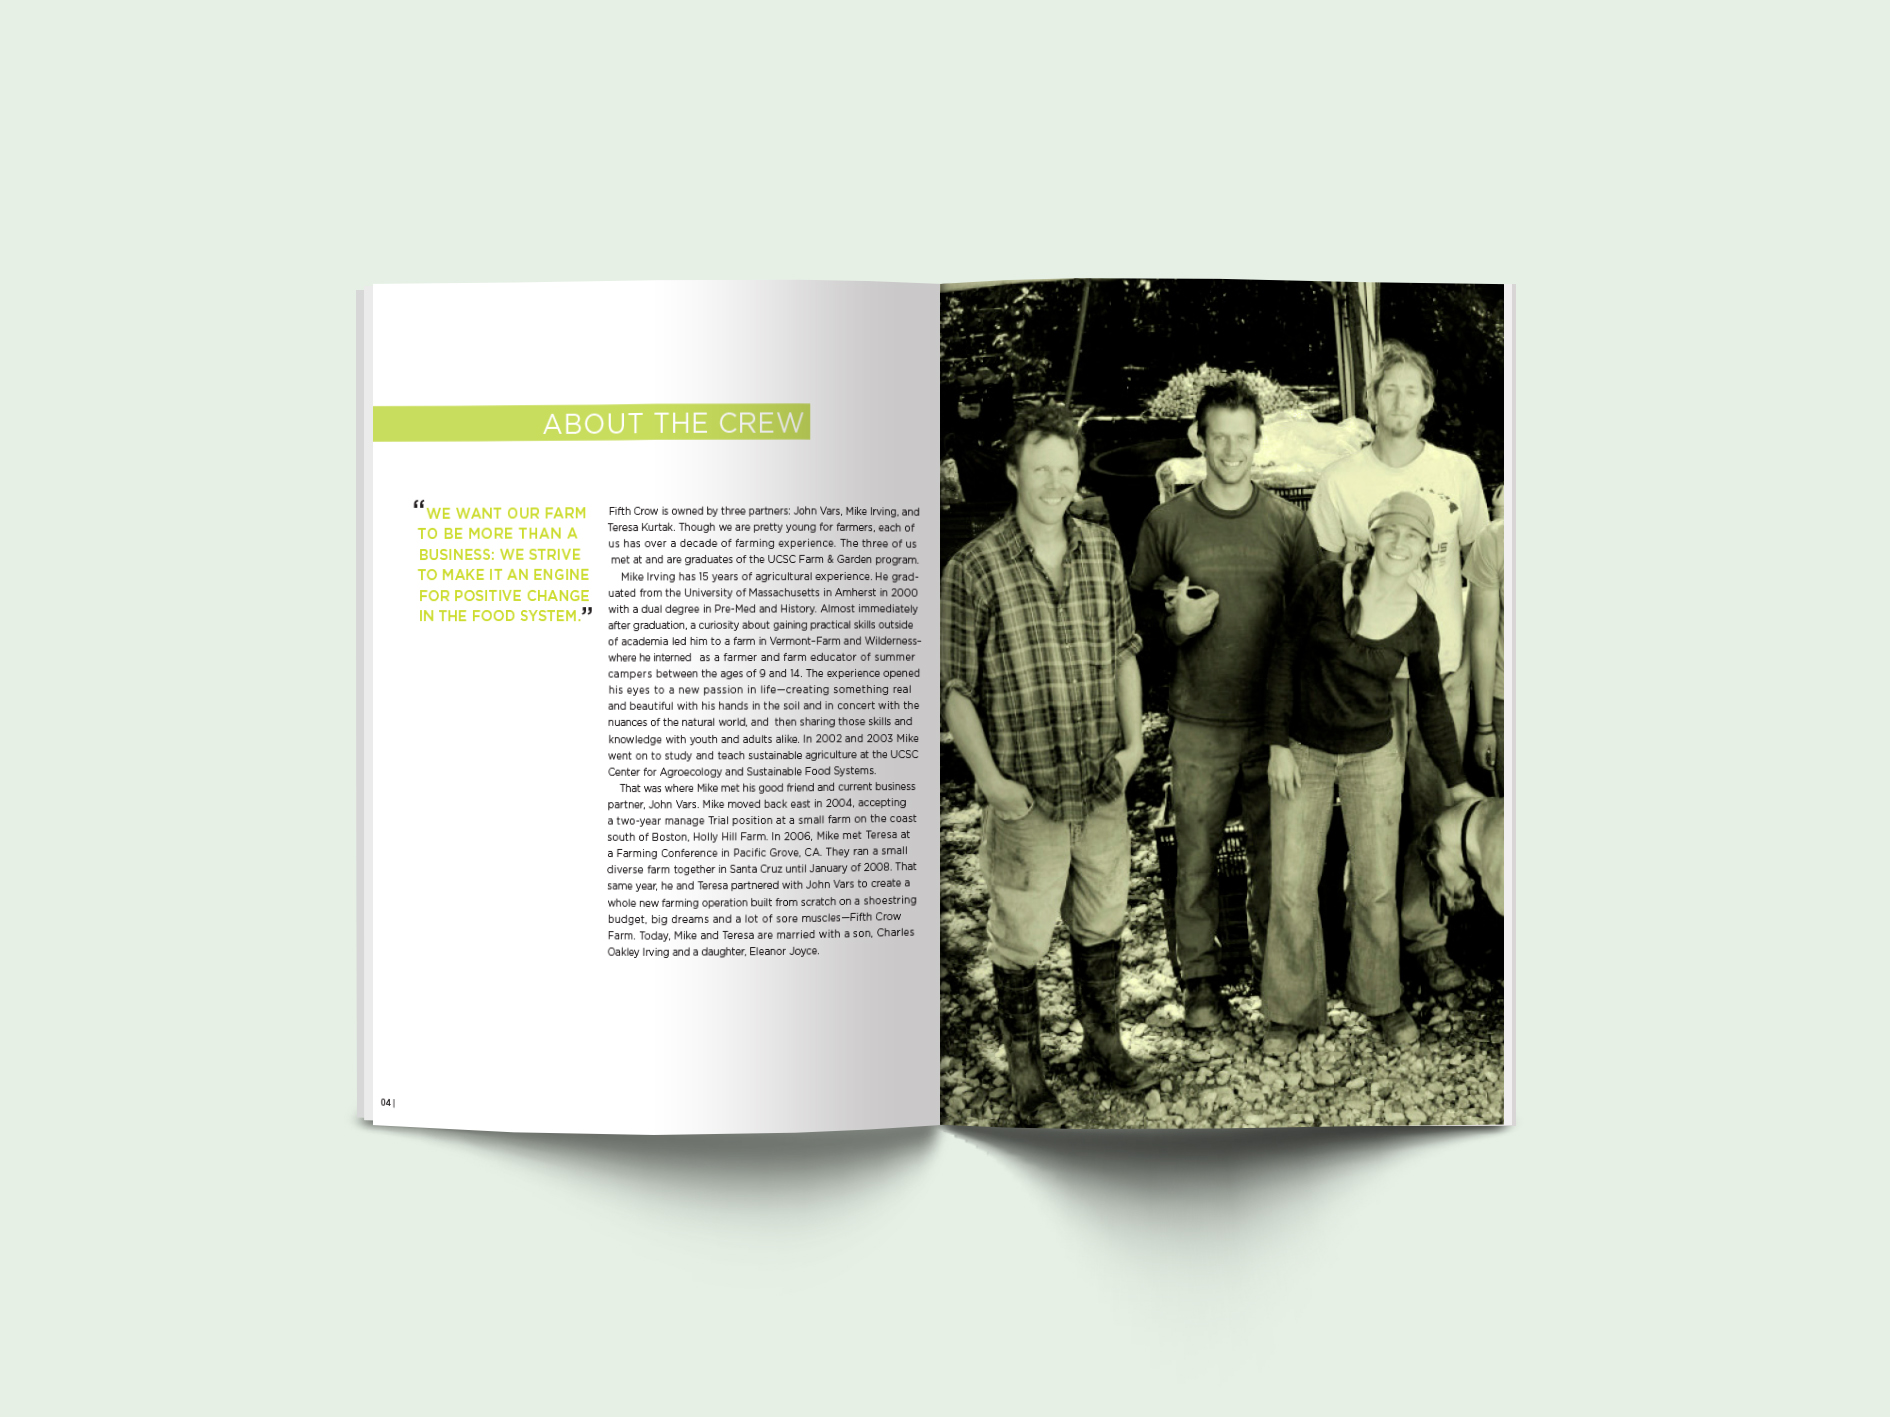 ABOUT THE CREW
“WE WANT OUR FARM
TO BE MORE THAN A
BUSINESS: WE STRIVE
TO MAKE IT AN ENGINE
FOR POSITIVE CHANGE
IN THE FOOD SYSTEM.”
Fifth Crow is owned by three partners: John Vars, Mike Irving, and
Teresa Kurtak. Though we are pretty young for farmers, each of
us has over a decade of farming experience. The three of us
met at and are graduates of the UCSC Farm & Garden program.
Mike Irving has 15 years of agricultural experience. He grad-
uated from the University of Massachusetts in Amherst in 2000
with a dual degree in Pre-Med and History. Almost immediately
after graduation, a curiosity about gaining practical skills outside
of academia led him to a farm in Vermont-Farm and Wilderness-
where he interned as a farmer and farm educator of summer
campers between the ages of 9 and 14. The experience opened
his eyes to a new passion in life—creating something real
and beautiful with his hands in the soil and in concert with the
nuances of the natural world, and then sharing those skills and
knowledge with youth and adults alike. In 2002 and 2003 Mike
went on to study and teach sustainable agriculture at the UCSC
Center for Agroecology and Sustainable Food Systems.
That was where Mike met his good friend and current business
partner, John Vars. Mike moved back east in 2004, accepting
a two-year manage Trial position at a small farm on the coast
south of Boston, Holly Hill Farm. In 2006, Mike met Teresa at
a Farming Conference in Pacific Grove, CA. They ran a small
diverse farm together in Santa Cruz until January of 2008. That
same year, he and Teresa partnered with John Vars to create a
whole new farming operation built from scratch on a shoestring
budget, big dreams and a lot of sore muscles—Fifth Crow
Farm. Today, Mike and Teresa are married with a son, Charles
Oakley Irving and a daughter, Eleanor Joyce.
04 |